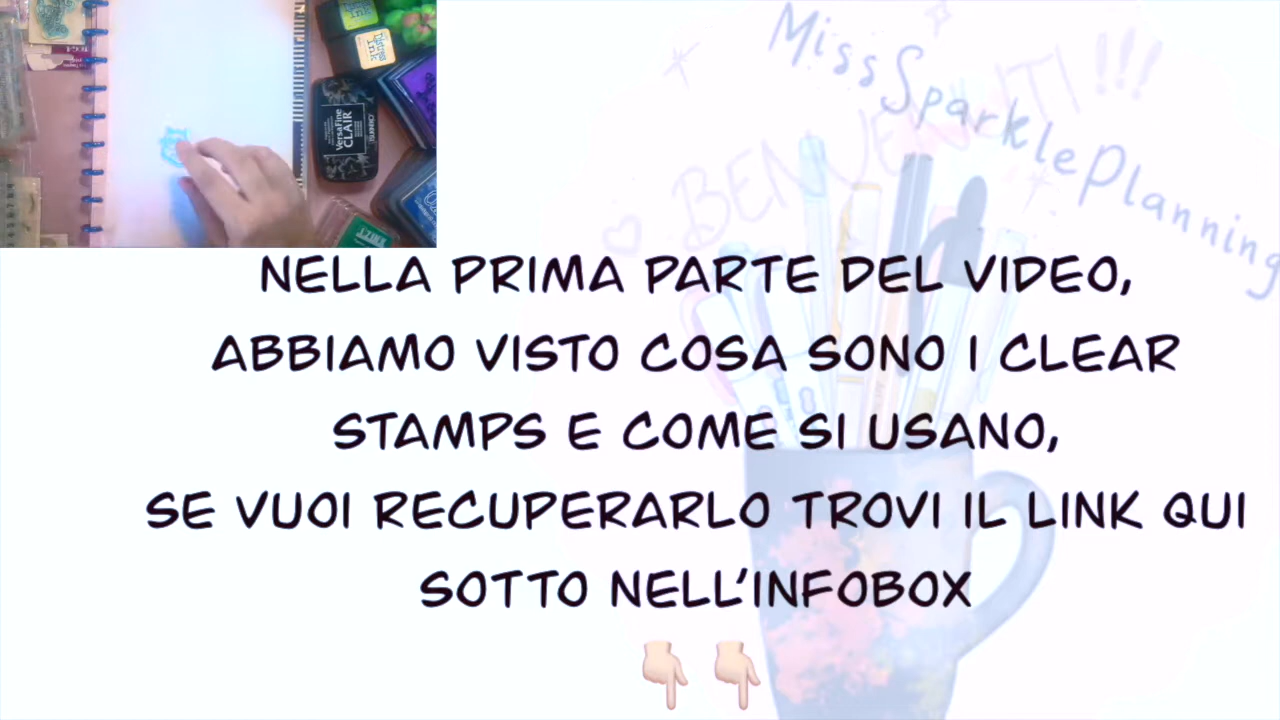 MissSparklePlanning
BENVENUTI !!!
VersaFine
CLAIR
NELLA PRIMA PARTE DEL VIDEO,
ABBIAMO VISTO COSA SONO I CLEAR
STAMPS E COME SI USANO,
SE VUOI RECUPERARLO TROVI IL LINK QUI
SOTTO NELL'INFOBOX